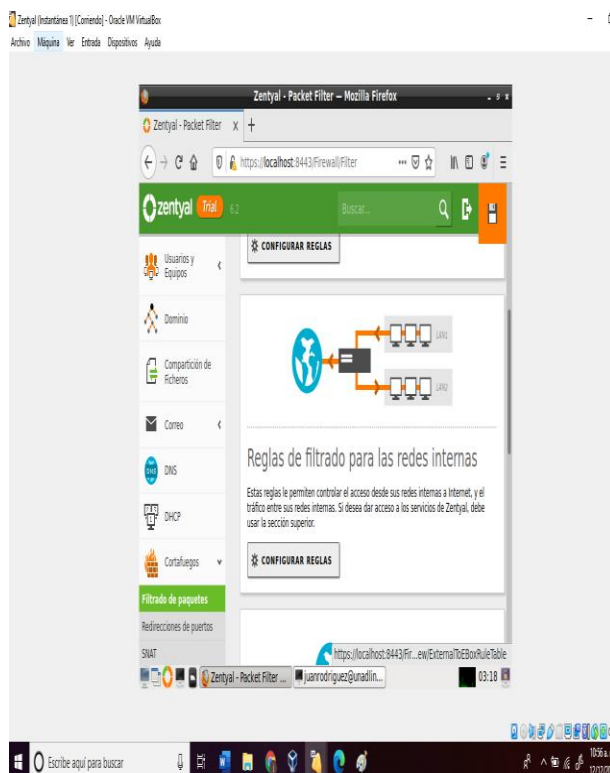 Zentyal (Instantánea 1) [Corriendo] - Oracle VM VirtualBox
Archivo Máquina Ver Entrada Dispositivos Ayuda
Zentyal - Packet Filter — Mozilla Firefox
Zentyal - Packet Filter
https://localhost:8443/Firewall/Filter
zentyal Trial 6.2 Buscar...
CONFIGURAR REGLAS
Usuarios y
Equipos
Dominio
Compartición de
Ficheros
Correo
DNS
DHCP
Cortafuegos
Filtrado de paquetes
Redirecciones de puertos
SNAT
LAN1
LAN2
Reglas de filtrado para las redes internas
Estas reglas le permiten controlar el acceso desde sus redes internas a Internet, y el
tráfico entre sus redes internas. Si desea dar acceso a los servicios de Zentyal, debe
usar la sección superior.
CONFIGURAR REGLAS
https://localhost:8443/Fir...ew/ExternalToEBoxRuleTable
Zentyal - Packet Filter ...
juanrodriguez@unadlin...
03:18
Escribe aquí para buscar
10:56 a.